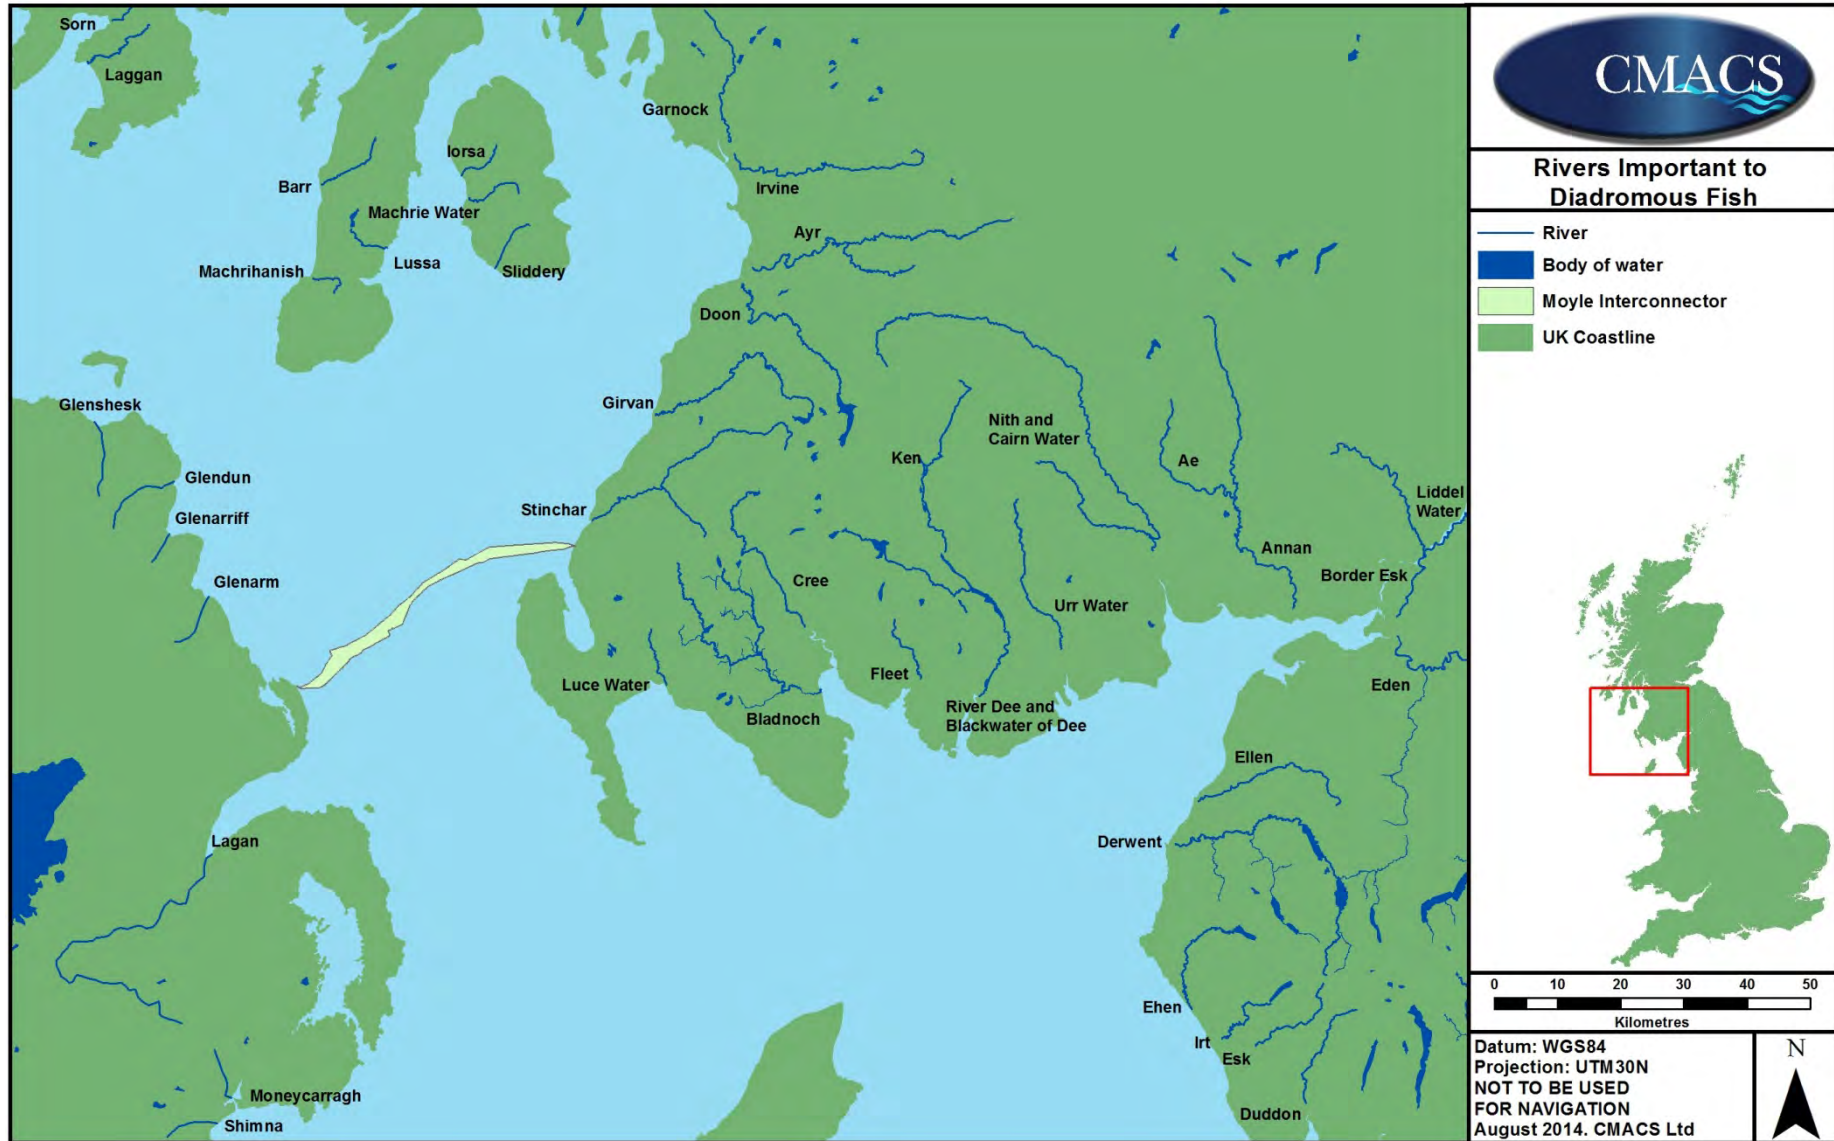 Sorn
Laggan
Garnock
Iorsa
Barr
Irvine
Machrie Water
Ayr
Machrihanish
Lussa
Sliddery
Doon
Glenshesk
Girvan
Nith and
Cairn Water
Ken
Ae
Glendun
Liddel
Water
Stinchar
Glenarriff
Annan
Border Esk
Glenarm
Cree
Urr Water
Luce Water
Fleet
Eden
Bladnoch
River Dee and
Blackwater of Dee
Ellen
Lagan
Derwent
Ehen
Irt
Esk
Moneycarragh
Duddon
Shimna
CMACS
Rivers Important to
Diadromous Fish
River
Body of water
Moyle Interconnector
UK Coastline
0 10 20 30 40 50
Kilometres
Datum: WGS84
Projection: UTM30N
NOT TO BE USED
FOR NAVIGATION
August 2014. CMACS Ltd
N